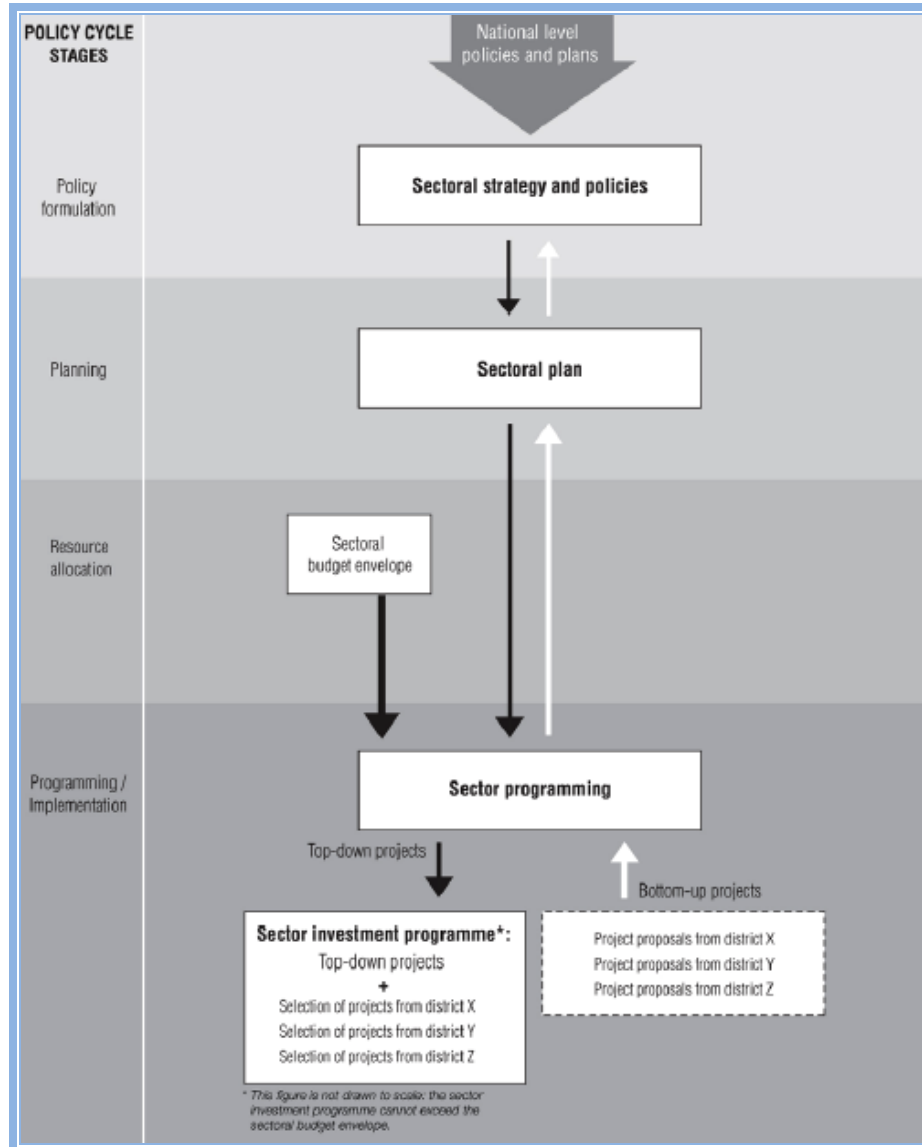 POLICY CYCLE
STAGES
National level
policies and plans
Policy
formulation
Sectoral strategy and policies
Planning
Sectoral plan
Resource
allocation
Sectoral
budget envelope
Programming /
Implementation
Sector programming
Top-down projects
Bottom-up projects
Sector investment programme*:
Top-down projects
+
Selection of projects from district X
Selection of projects from district Y
Selection of projects from district Z
Project proposals from district X
Project proposals from district Y
Project proposals from district Z
* This figure is not drawn to scale: the sector
investment programme cannot exceed the
sectoral budget envelope.